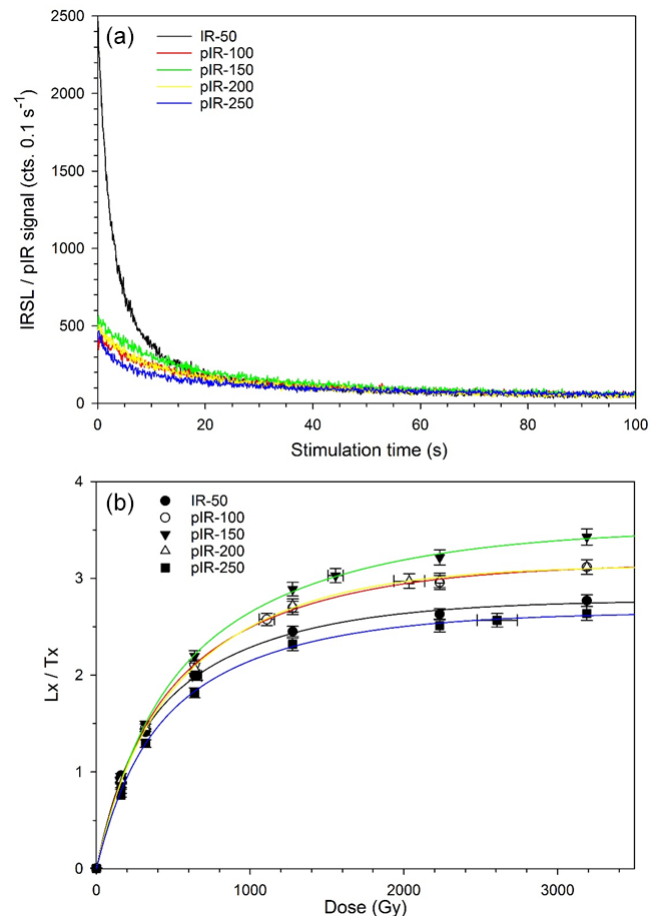 (a)
IR-50
pIR-100
pIR-150
pIR-200
pIR-250
2500
2000
1500
1000
500
0
IRSL / pIR signal (cts. 0.1 s⁻¹)
0 20 40 60 80 100
Stimulation time (s)
(b)
IR-50
pIR-100
pIR-150
pIR-200
pIR-250
4
3
2
1
0
Lx / Tx
0 1000 2000 3000
Dose (Gy)